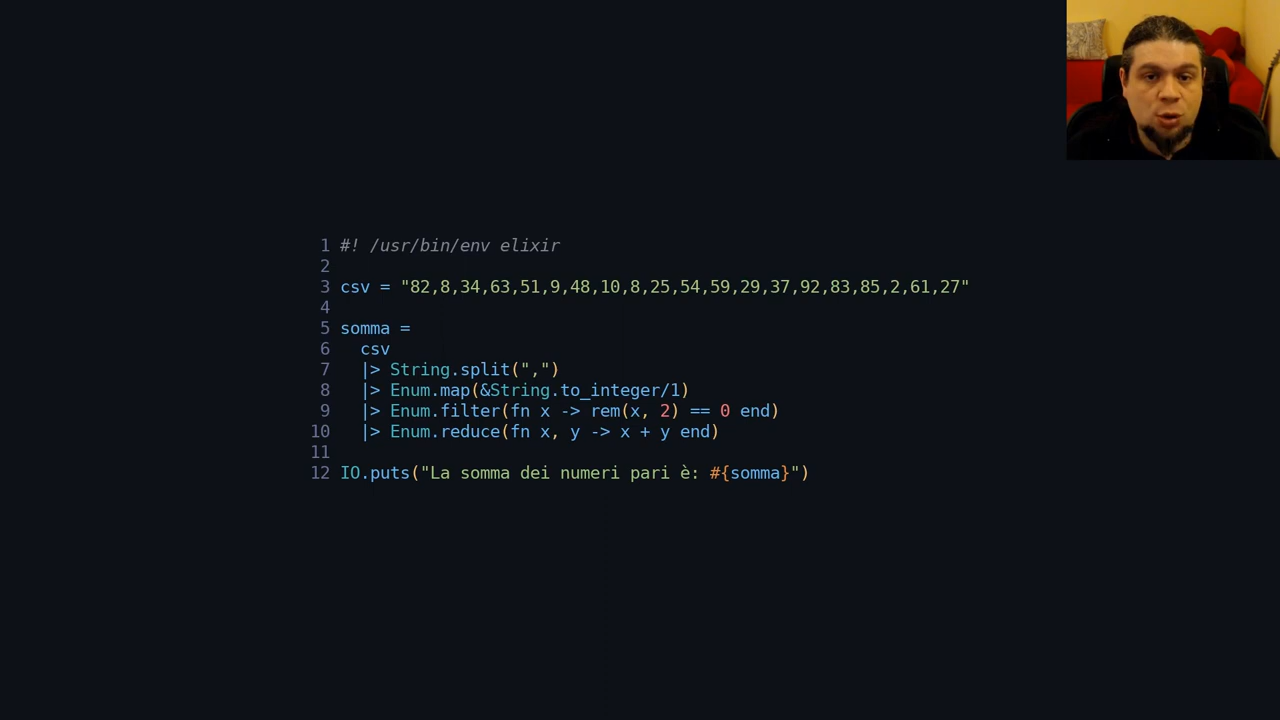 1 #! /usr/bin/env elixir
2
3 csv = "82,8,34,63,51,9,48,10,8,25,54,59,29,37,92,83,85,2,61,27"
4
5 somma =
6   csv
7   |> String.split(",")
8   |> Enum.map(&String.to_integer/1)
9   |> Enum.filter(fn x -> rem(x, 2) == 0 end)
10   |> Enum.reduce(fn x, y -> x + y end)
11
12 IO.puts("La somma dei numeri pari è: #{somma}")